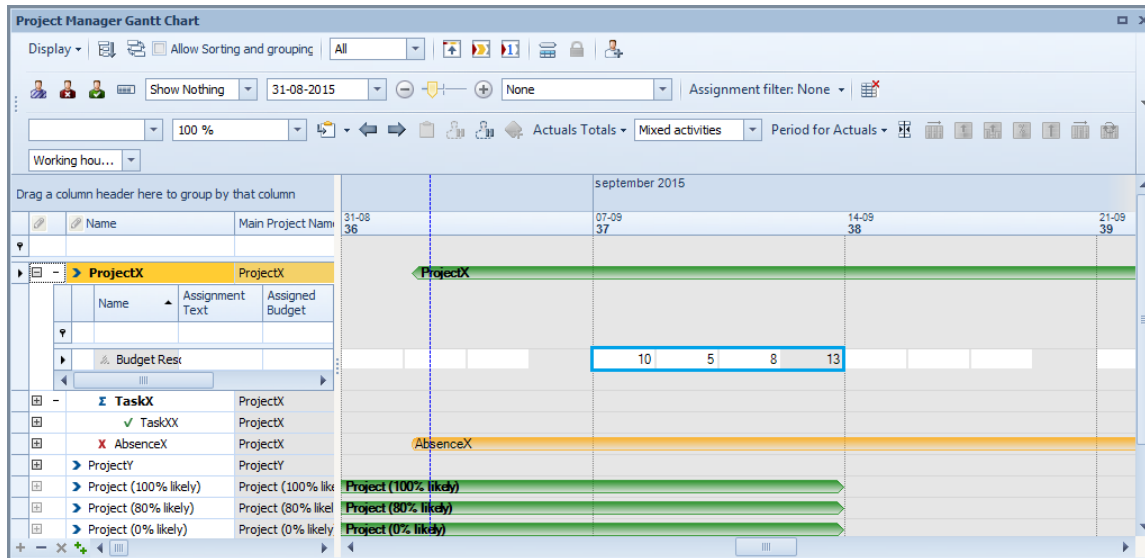 Project Manager Gantt Chart
Display Allow Sorting and grouping All
Show Nothing 31-08-2015 None Assignment filter: None
100 % Actuals Totals Mixed activities Period for Actuals
Working hou...
Drag a column header here to group by that column
september 2015
Name Main Project Name 31-08 07-09 14-09 21-09
36 37 38 39
ProjectX ProjectX ProjectX
Name Assignment Text Assigned Budget
Budget Reso 10 5 8 13
Σ TaskX ProjectX
TaskXX ProjectX
X AbsenceX ProjectX AbsenceX
ProjectY ProjectY
Project (100% likely) Project (100% like Project (100% likely)
Project (80% likely) Project (80% likel Project (80% likely)
Project (0% likely) Project (0% likely Project (0% likely)